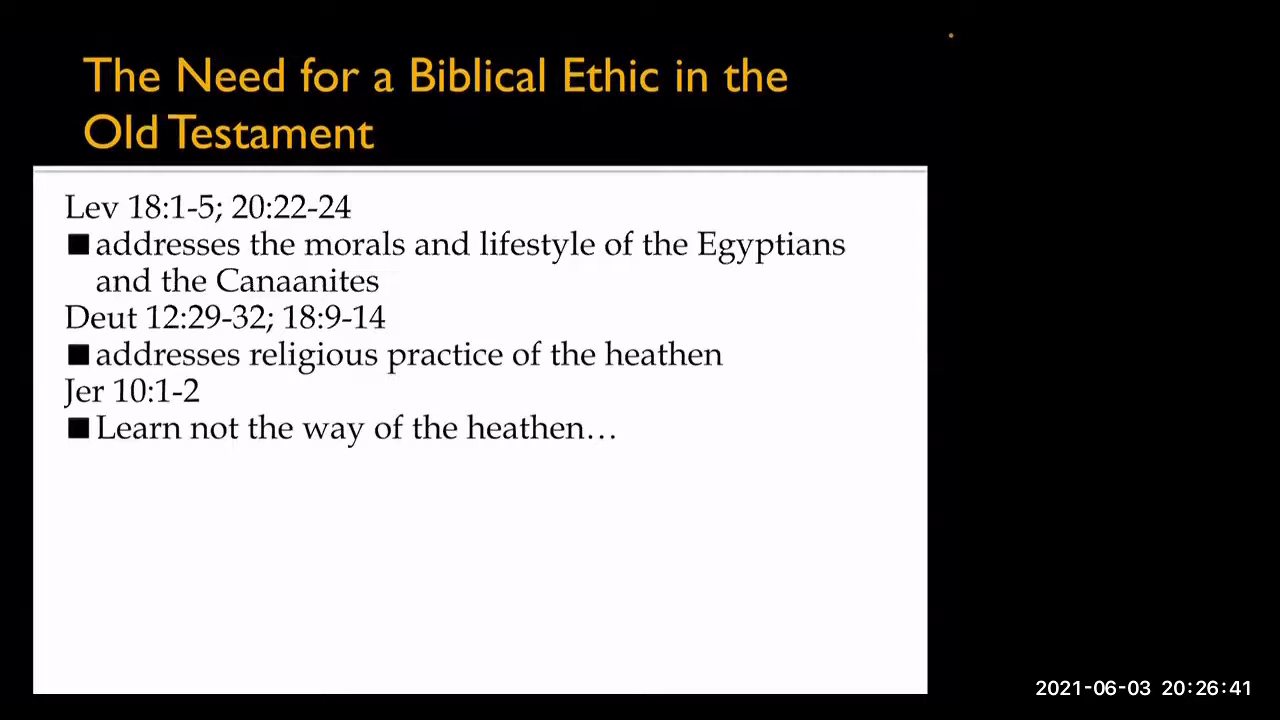 The Need for a Biblical Ethic in the
Old Testament
Lev 18:1-5; 20:22-24
■ addresses the morals and lifestyle of the Egyptians
and the Canaanites
Deut 12:29-32; 18:9-14
■ addresses religious practice of the heathen
Jer 10:1-2
■ Learn not the way of the heathen…
2021-06-03 20:26:41